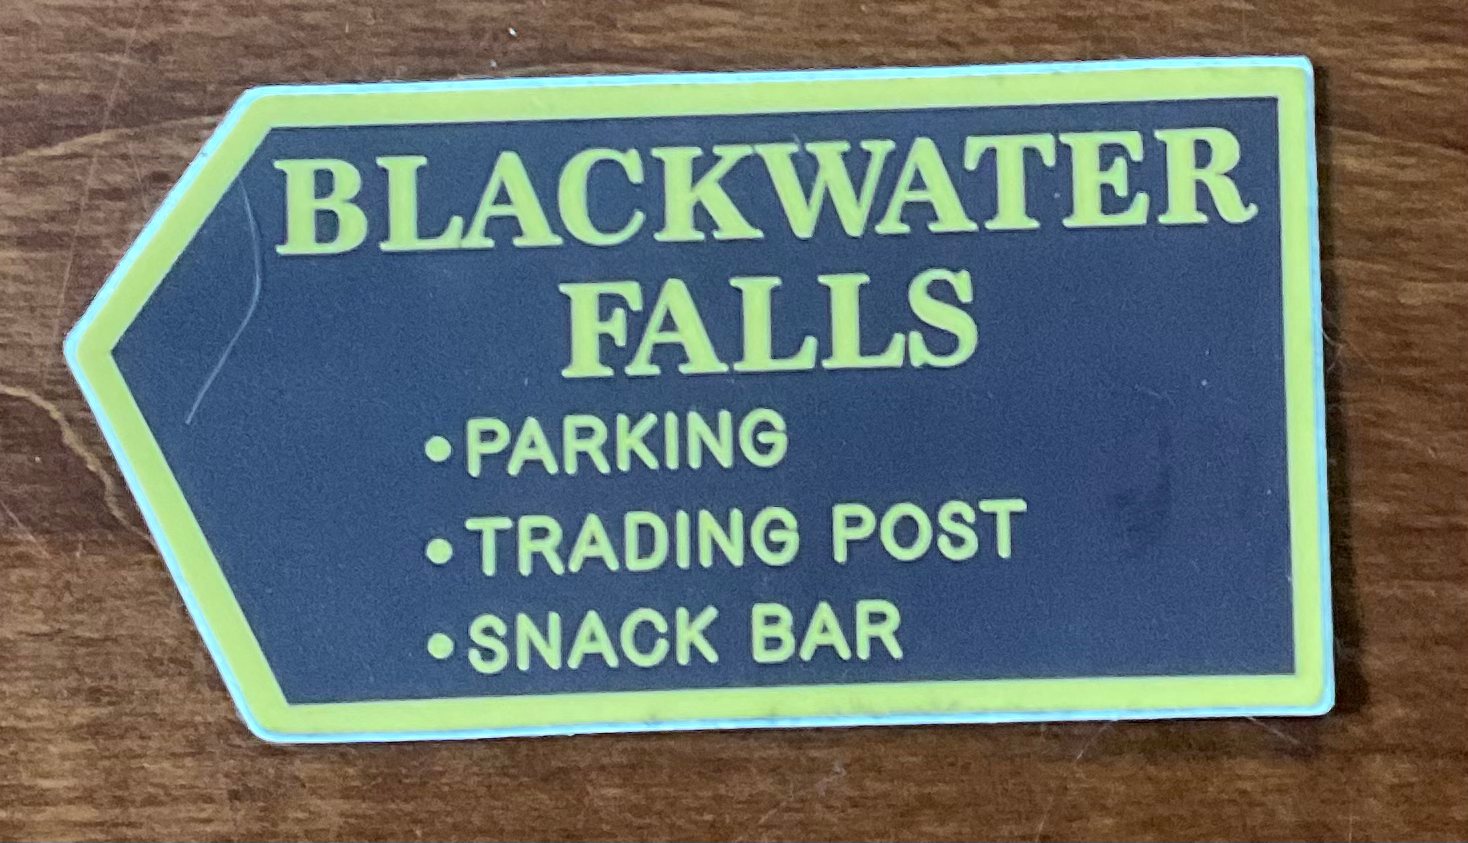 BLACKWATER
FALLS
•PARKING
•TRADING POST
•SNACK BAR